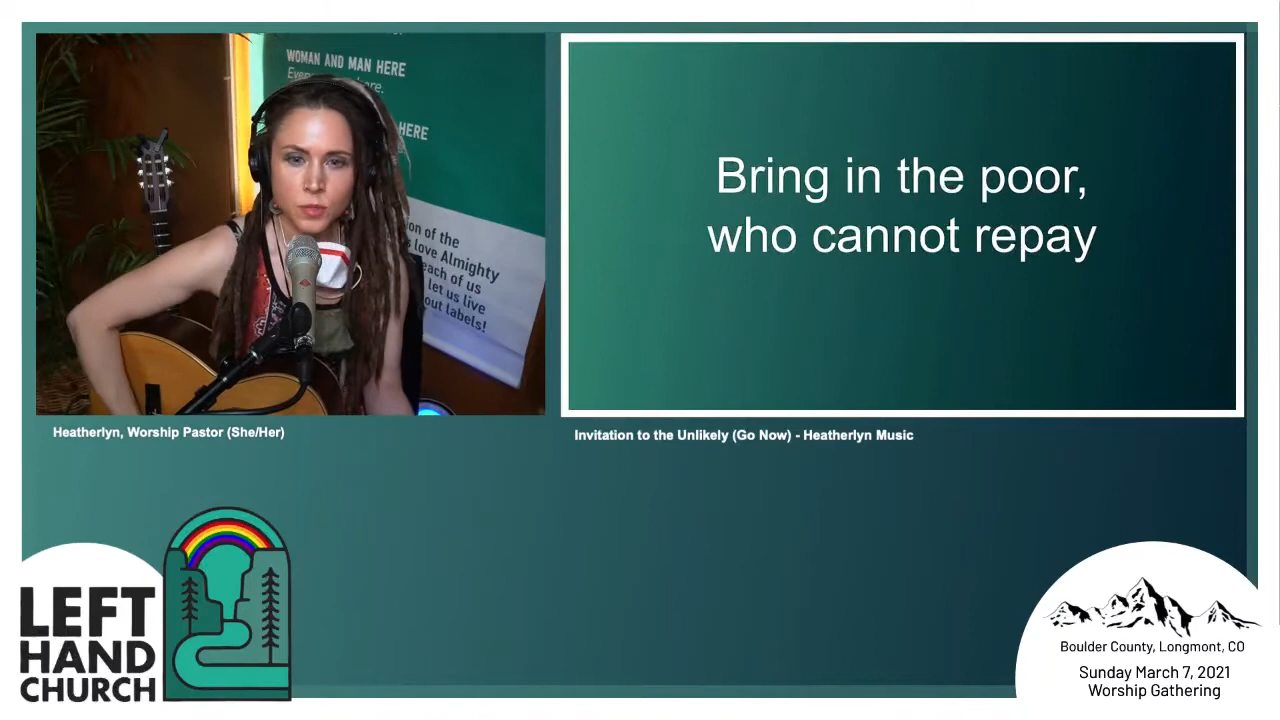 WOMAN AND MAN HERE
HERE
of the
love Almighty
each of us
let us live
out labels!
Bring in the poor,
who cannot repay
Heatherlyn, Worship Pastor (She/Her)
Invitation to the Unlikely (Go Now) - Heatherlyn Music
LEFT
HAND
CHURCH
Boulder County, Longmont, CO
Sunday March 7, 2021
Worship Gathering